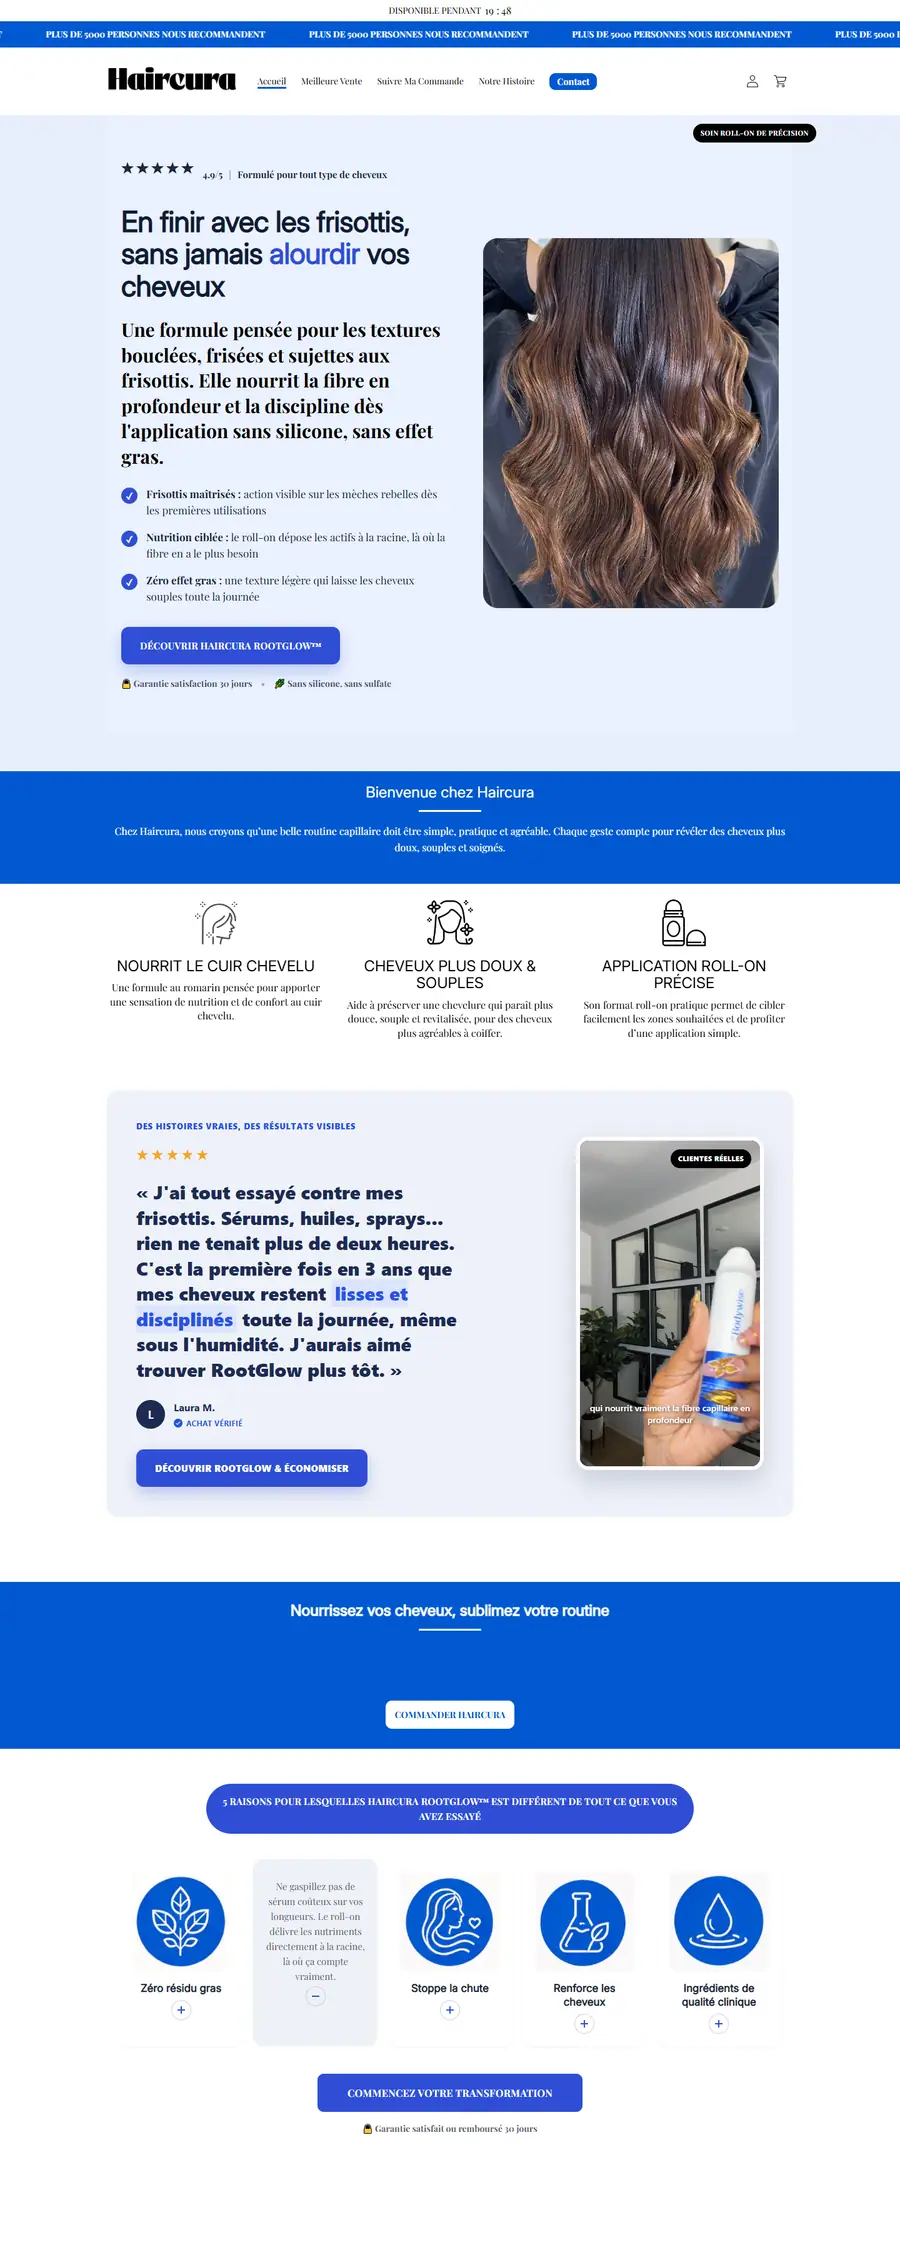 DISPONIBLE PENDANT 19 : 48
PLUS DE 5000 PERSONNES NOUS RECOMMANDENT PLUS DE 5000 PERSONNES NOUS RECOMMANDENT PLUS DE 5000 PERSONNES NOUS RECOMMANDENT PLUS DE 5000
Haircura Accueil Meilleure Vente Suivre Ma Commande Notre Histoire Contact
SOIN ROLL-ON DE PRÉCISION
★★★★★ 4.9/5 | Formulé pour tout type de cheveux
En finir avec les frisottis,
sans jamais alourdir vos
cheveux
Une formule pensée pour les textures
bouclées, frisées et sujettes aux
frisottis. Elle nourrit la fibre en
profondeur et la discipline dès
l'application sans silicone, sans effet
gras.
Frisottis maîtrisés : action visible sur les mèches rebelles dès
les premières utilisations
Nutrition ciblée : le roll-on dépose les actifs à la racine, là où la
fibre en a le plus besoin
Zéro effet gras : une texture légère qui laisse les cheveux
souples toute la journée
DÉCOUVRIR HAIRCURA ROOTGLOW™
Garantie satisfaction 30 jours • Sans silicone, sans sulfate
Bienvenue chez Haircura
Chez Haircura, nous croyons qu'une belle routine capillaire doit être simple, pratique et agréable. Chaque geste compte pour révéler des cheveux plus
doux, souples et soignés.
NOURRIT LE CUIR CHEVELU
Une formule au romarin pensée pour apporter
une sensation de nutrition et de confort au cuir
chevelu.
CHEVEUX PLUS DOUX &
SOUPLES
Aide à préserver une chevelure qui paraît plus
douce, souple et revitalisée, pour des cheveux
plus agréables à coiffer.
APPLICATION ROLL-ON
PRÉCISE
Son format roll-on pratique permet de cibler
facilement les zones souhaitées et de profiter
d'une application simple.
DES HISTOIRES VRAIES, DES RÉSULTATS VISIBLES
★★★★★
« J'ai tout essayé contre mes
frisottis. Sérums, huiles, sprays...
rien ne tenait plus de deux heures.
C'est la première fois en 3 ans que
mes cheveux restent lisses et
disciplinés toute la journée, même
sous l'humidité. J'aurais aimé
trouver RootGlow plus tôt. »
L
Laura M.
ACHAT VÉRIFIÉ
DÉCOUVRIR ROOTGLOW & ÉCONOMISER
CLIENTES RÉELLES
Bodywise
qui nourrit vraiment la fibre capillaire en
profondeur
Nourrissez vos cheveux, sublimez votre routine
COMMANDER HAIRCURA
5 RAISONS POUR LESQUELLES HAIRCURA ROOTGLOW™ EST DIFFÉRENT DE TOUT CE QUE VOUS
AVEZ ESSAYÉ
Zéro résidu gras
+
Ne gaspillez pas de
sérum coûteux sur vos
longueurs. Le roll-on
délivre les nutriments
directement à la racine,
là où ça compte
vraiment.
−
Stoppe la chute
+
Renforce les
cheveux
+
Ingrédients de
qualité clinique
+
COMMENCEZ VOTRE TRANSFORMATION
Garantie satisfait ou remboursé 30 jours